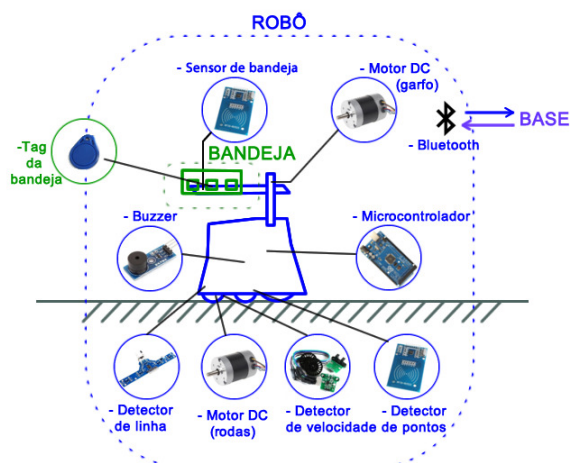 ROBÔ
- Sensor de bandeja
- Motor DC
(garfo)
BASE
- Bluetooth
-Tag
da
bandeja
BANDEJA
- Buzzer
- Microcontrolador
- Detector
de linha
- Motor DC
(rodas)
- Detector
de velocidade
- Detector
de pontos